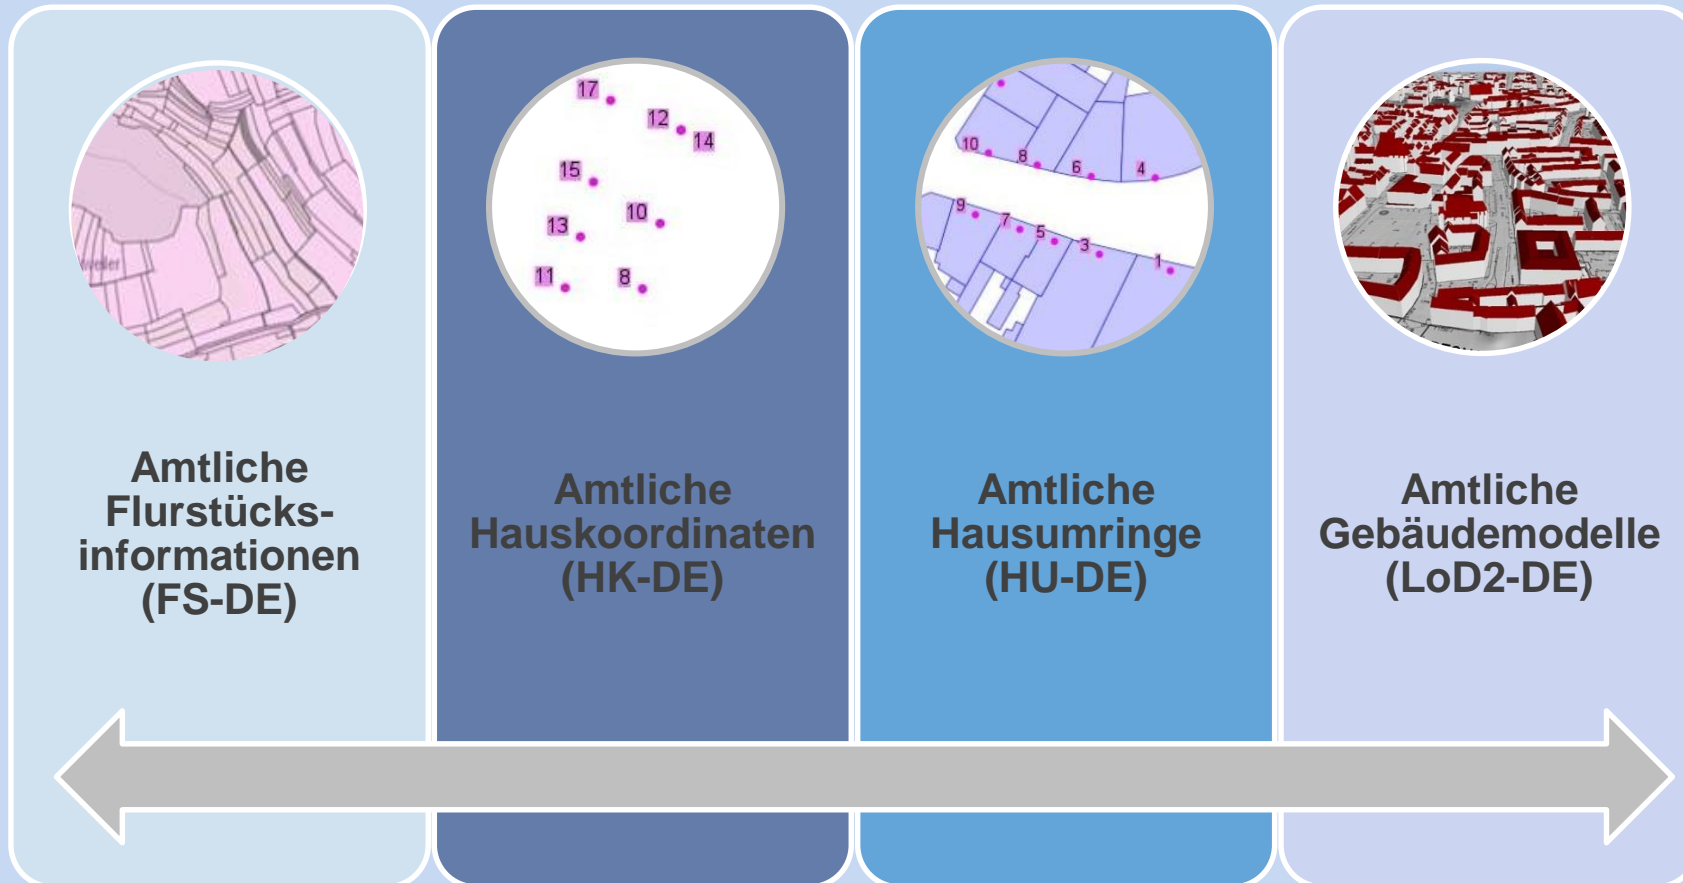 17
12
14
15
10
13
11
8
10
8
6
4
9
7
5
3
1
Amtliche
Flurstücks-
informationen
(FS-DE)
Amtliche
Hauskoordinaten
(HK-DE)
Amtliche
Hausumringe
(HU-DE)
Amtliche
Gebäudemodelle
(LoD2-DE)